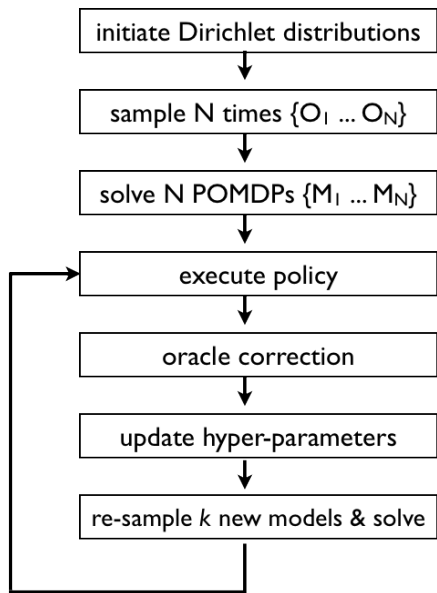 initiate Dirichlet distributions
sample N times {O₁ ... Oₙ}
solve N POMDPs {M₁ ... Mₙ}
execute policy
oracle correction
update hyper-parameters
re-sample k new models & solve